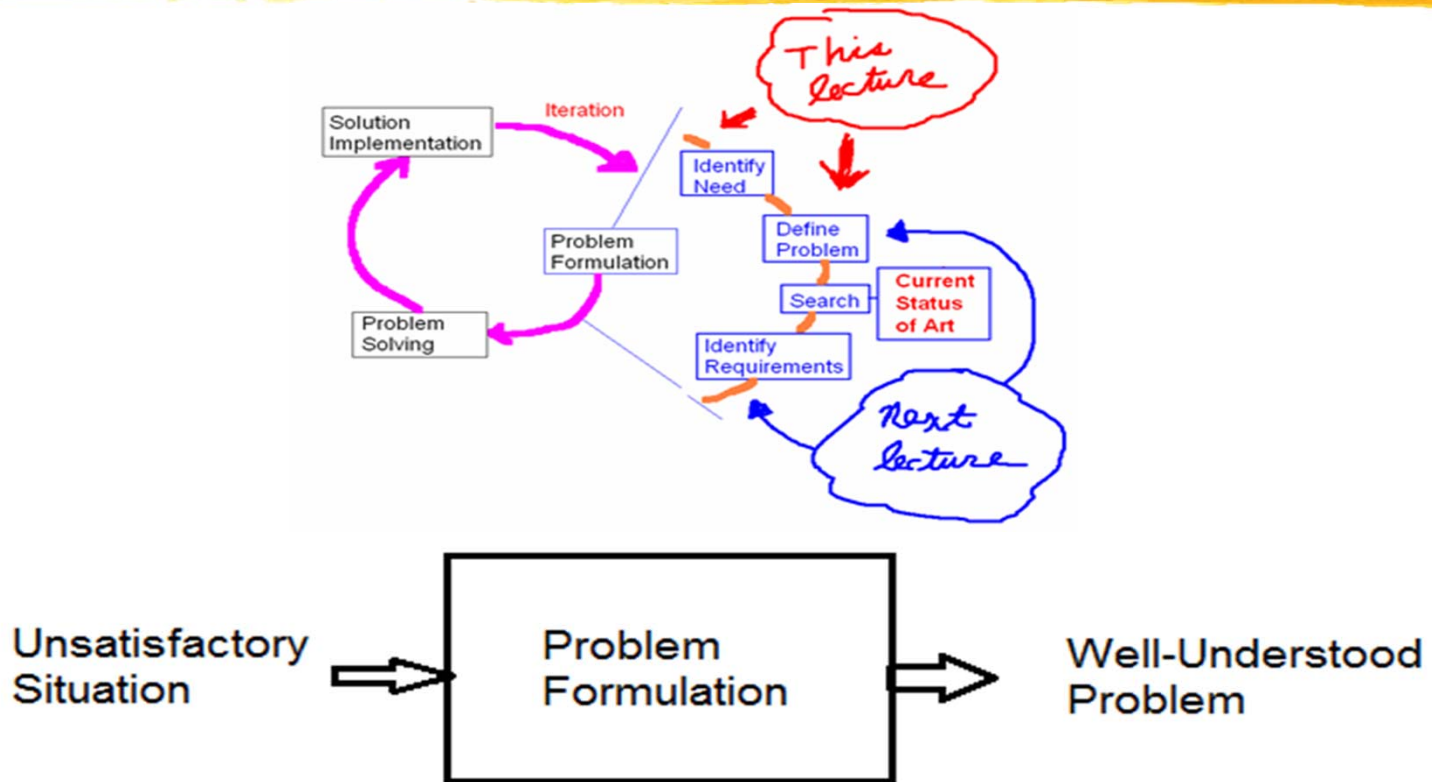 This
lecture
Iteration
Solution
Implementation
Identify
Need
Define
Problem
Problem
Formulation
Search
Current
Status
of Art
Problem
Solving
Identify
Requirements
Next
lecture
Unsatisfactory
Situation
Problem
Formulation
Well-Understood
Problem